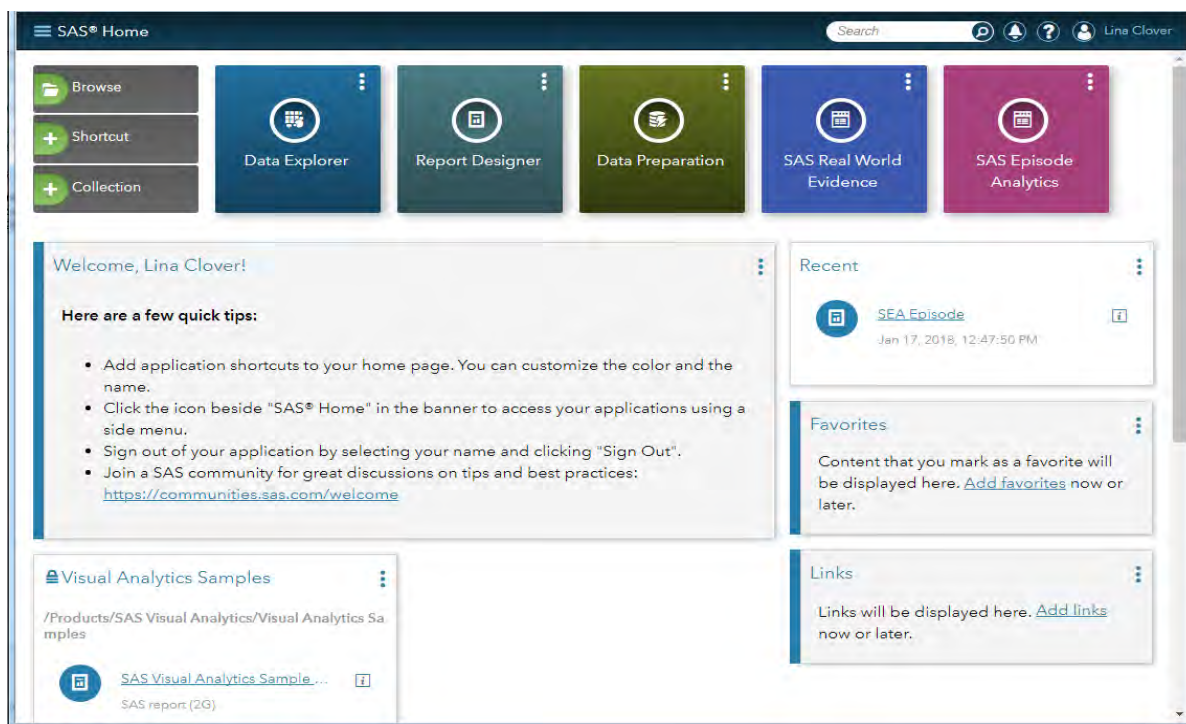 SAS® Home
Search
Lina Clover
Browse
Shortcut
Collection
Data Explorer
Report Designer
Data Preparation
SAS Real World
Evidence
SAS Episode
Analytics
Welcome, Lina Clover!
Here are a few quick tips:
• Add application shortcuts to your home page. You can customize the color and the
name.
• Click the icon beside "SAS® Home" in the banner to access your applications using a
side menu.
• Sign out of your application by selecting your name and clicking "Sign Out".
• Join a SAS community for great discussions on tips and best practices:
https://communities.sas.com/welcome
Recent
SEA Episode
Jan 17, 2018, 12:47:50 PM
Favorites
Content that you mark as a favorite will
be displayed here. Add favorites now or
later.
Links
Links will be displayed here. Add links
now or later.
Visual Analytics Samples
/Products/SAS Visual Analytics/Visual Analytics Sa
mples
SAS Visual Analytics Sample ...
SAS report (2G)